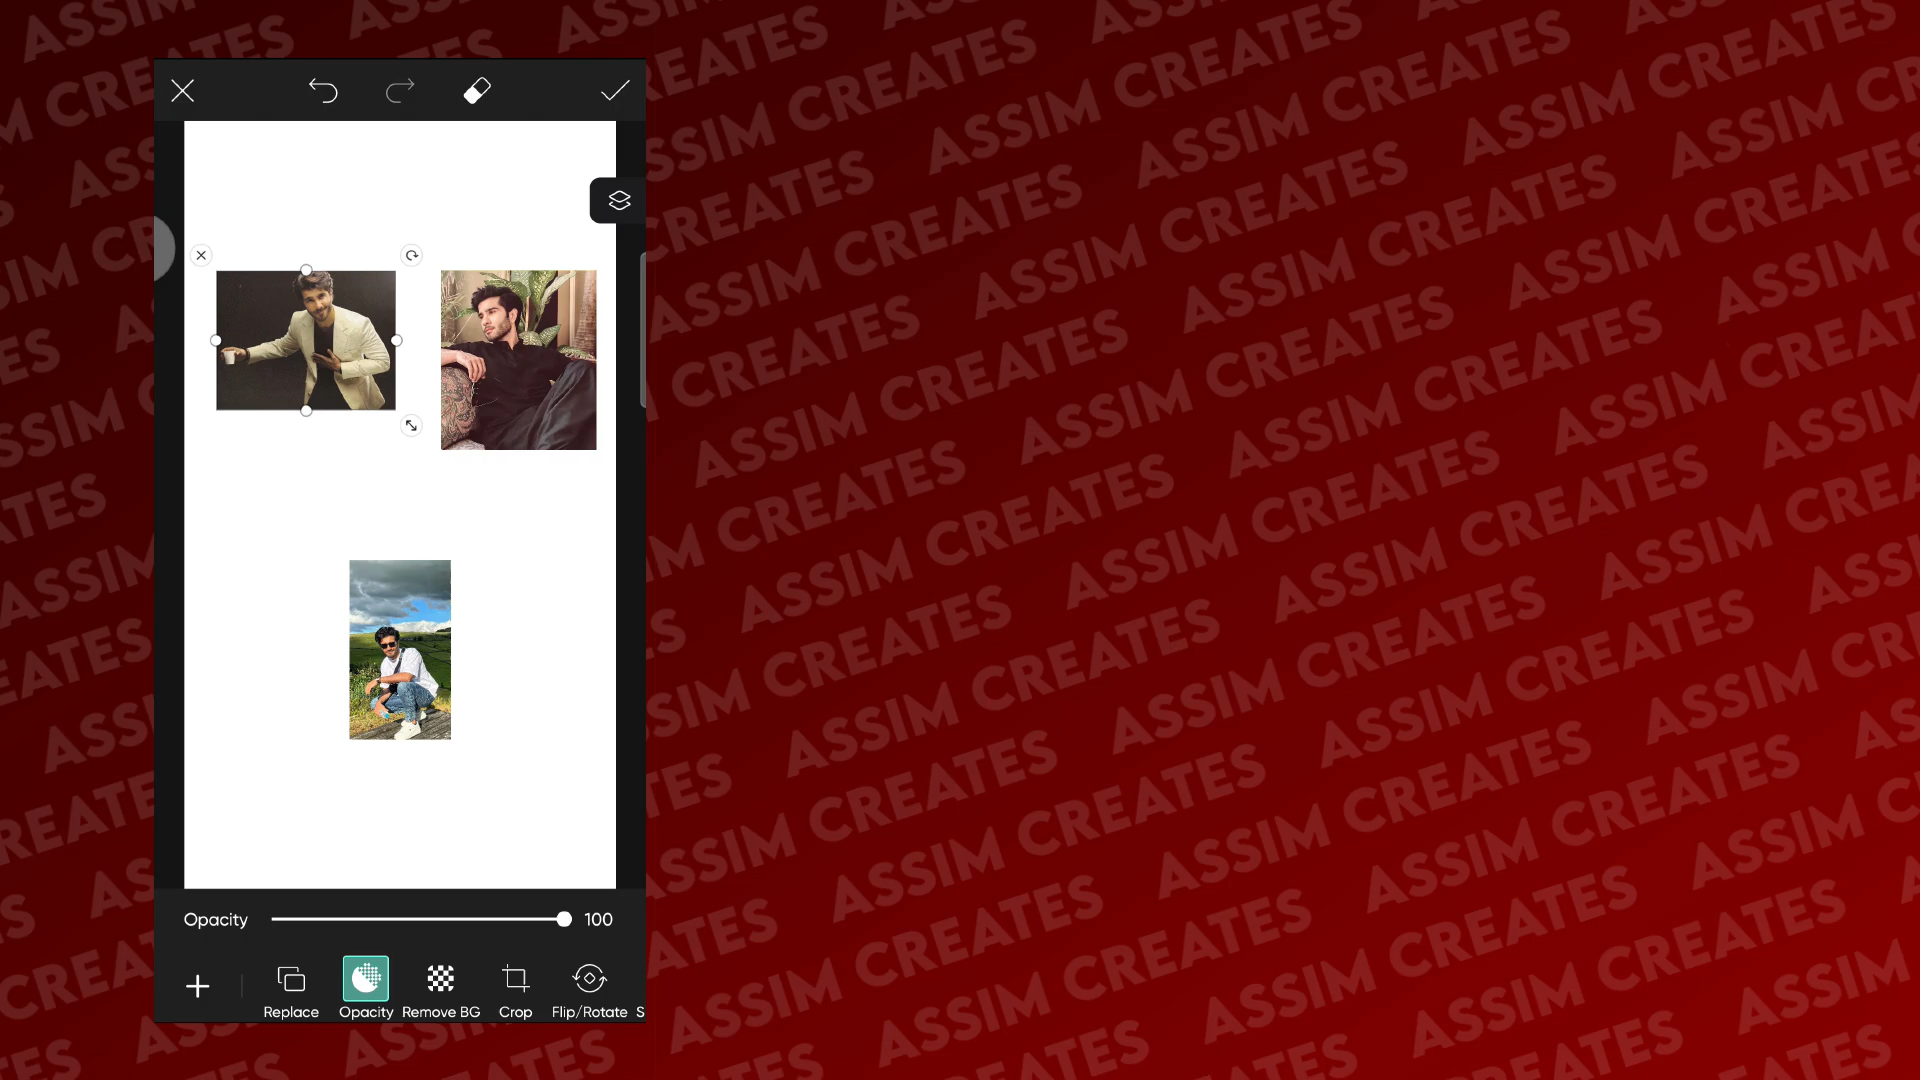 ASSIM CREATES
Opacity 100
Replace Opacity Remove BG Crop Flip/Rotate S